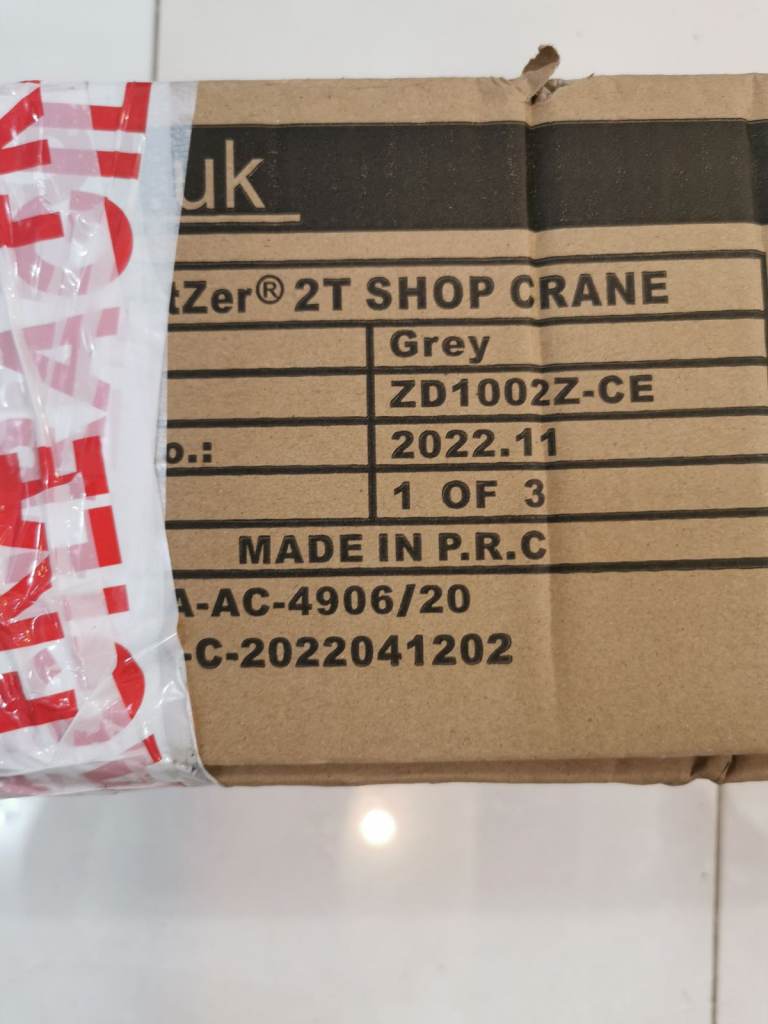 uk
tZer® 2T SHOP CRANE
Grey
ZD1002Z-CE
o.: 2022.11
1 OF 3
MADE IN P.R.C
A-AC-4906/20
-C-2022041202